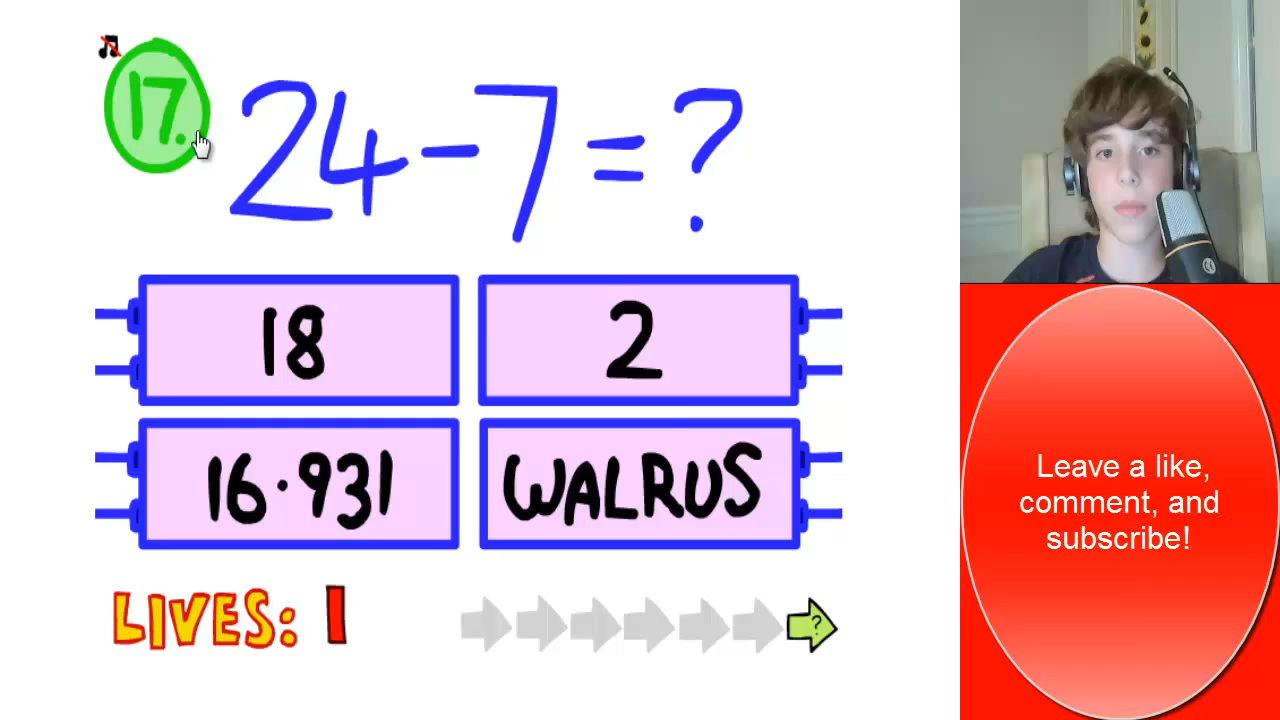 17.
24-7=?
18
2
16.931
WALRUS
LIVES: 1
?
Leave a like,
comment, and
subscribe!